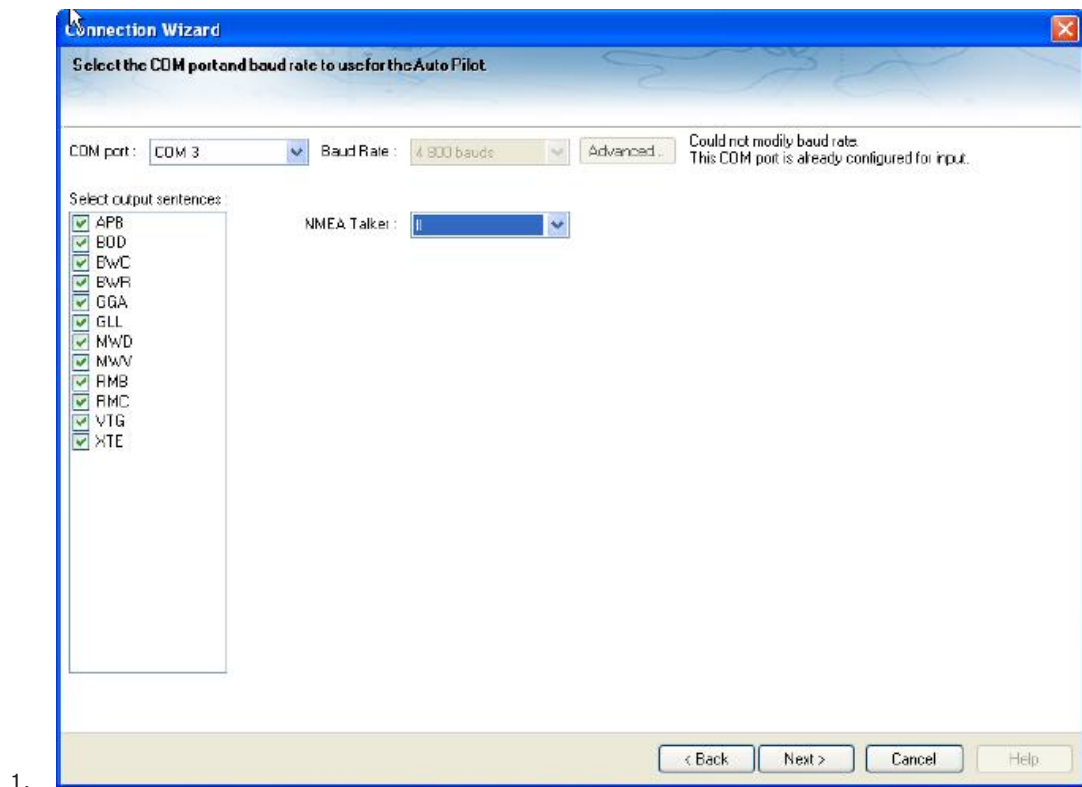 Connection Wizard
Select the COM port and baud rate to use for the Auto Pilot.
COM port : COM 3 Baud Rate : 4 800 bauds Advanced... Could not modify baud rate.
This COM port is already configured for input.
Select output sentences :
NMEA Talker : II
APB
BOD
BWC
BWR
GGA
GLL
MWD
MWV
RMB
RMC
VTG
XTE
< Back Next > Cancel Help
1.